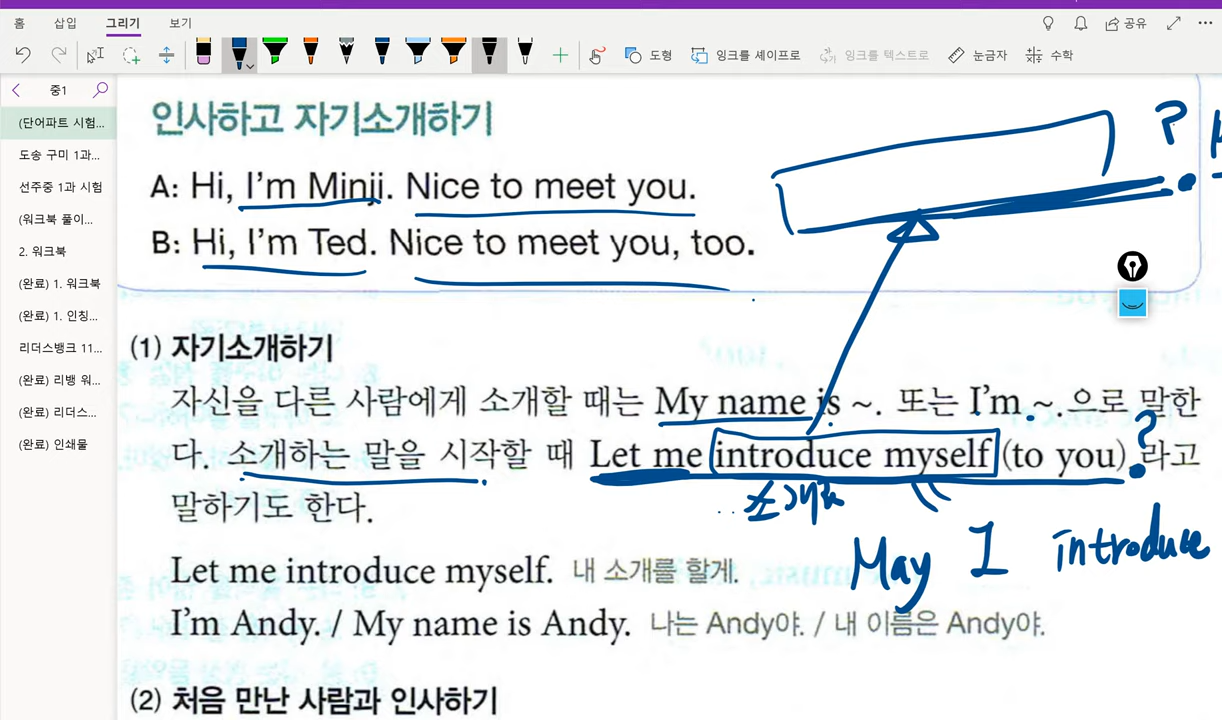 홈 삽입 그리기 보기
공유
도형 잉크를 셰이프로 잉크를 텍스트로 눈금자 수학
중1
(단어파트 시험...
도송 구미 1과...
선주중 1과 시험
(워크북 풀이...
2. 워크북
(완료) 1. 워크북
(완료) 1. 인칭...
리더스뱅크 11...
(완료) 리뱅 워...
(완료) 리더스...
(완료) 인쇄물
인사하고 자기소개하기
?
A: Hi, I'm Minji. Nice to meet you.
B: Hi, I'm Ted. Nice to meet you, too.
(1) 자기소개하기
자신을 다른 사람에게 소개할 때는 My name is ~. 또는 I'm ~. 으로 말한
다. 소개하는 말을 시작할 때 Let me introduce myself (to you). 라고
?
말하기도 한다.
May I introduce
Let me introduce myself. 내 소개를 할게.
I'm Andy. / My name is Andy. 나는 Andy야. / 내 이름은 Andy야.
(2) 처음 만난 사람과 인사하기